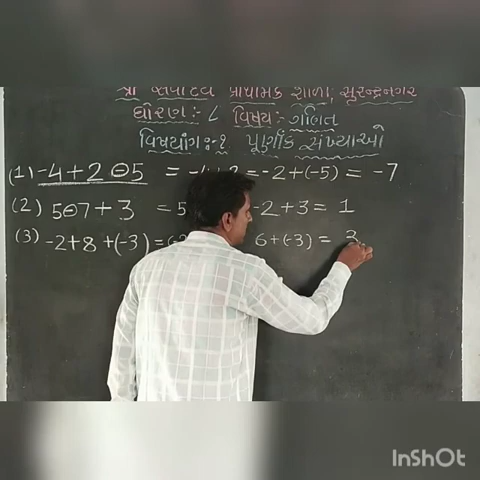 શ્રી પ્રાથમિક શાળા, સુરેન્દ્રનગર
ધોરણ:- ૮ વિષય:- ગણિત
વિષયાંગ:-૧ પૂર્ણાંક સંખ્યાઓ
(1) -4+2⊖5 = = -2+(-5) = -7
(2) 5⊖7+3 = 5 -2+3 = 1
(3) -2+8+(-3) = 6+(-3) = 3
InShOt